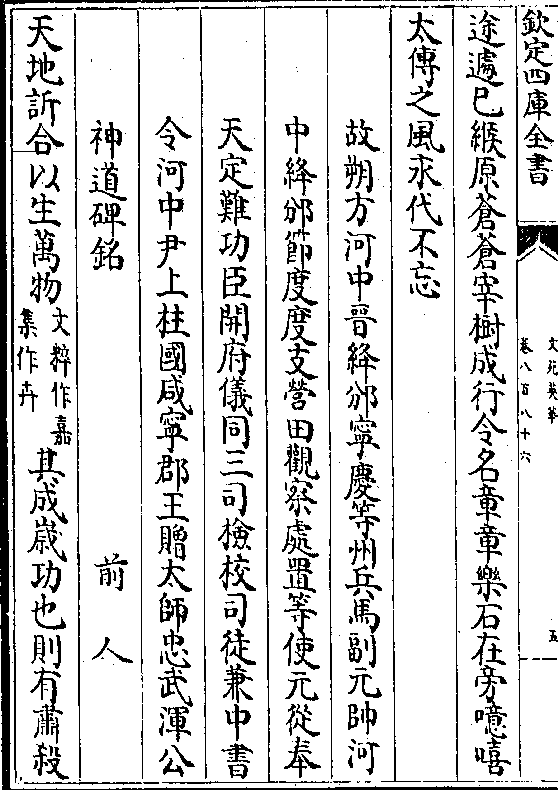 欽定四庫全書
文苑英華
卷八百八十六
五
途遽已緱原蒼蒼宰樹成行令名章章樂石在旁噫嘻
太傅之風永代不忘
故朔方河中晉絳邠寧慶等州兵馬副元帥河
中絳邠節度度支營田觀察處置等使元從奉
天定難功臣開府儀同三司檢校司徒兼中書
令河中尹上柱國咸寧郡王贈太師忠武渾公
神道碑銘 前人
天地訢合以生萬物文粹作嘉集作卉其成嵗功也則有肅殺